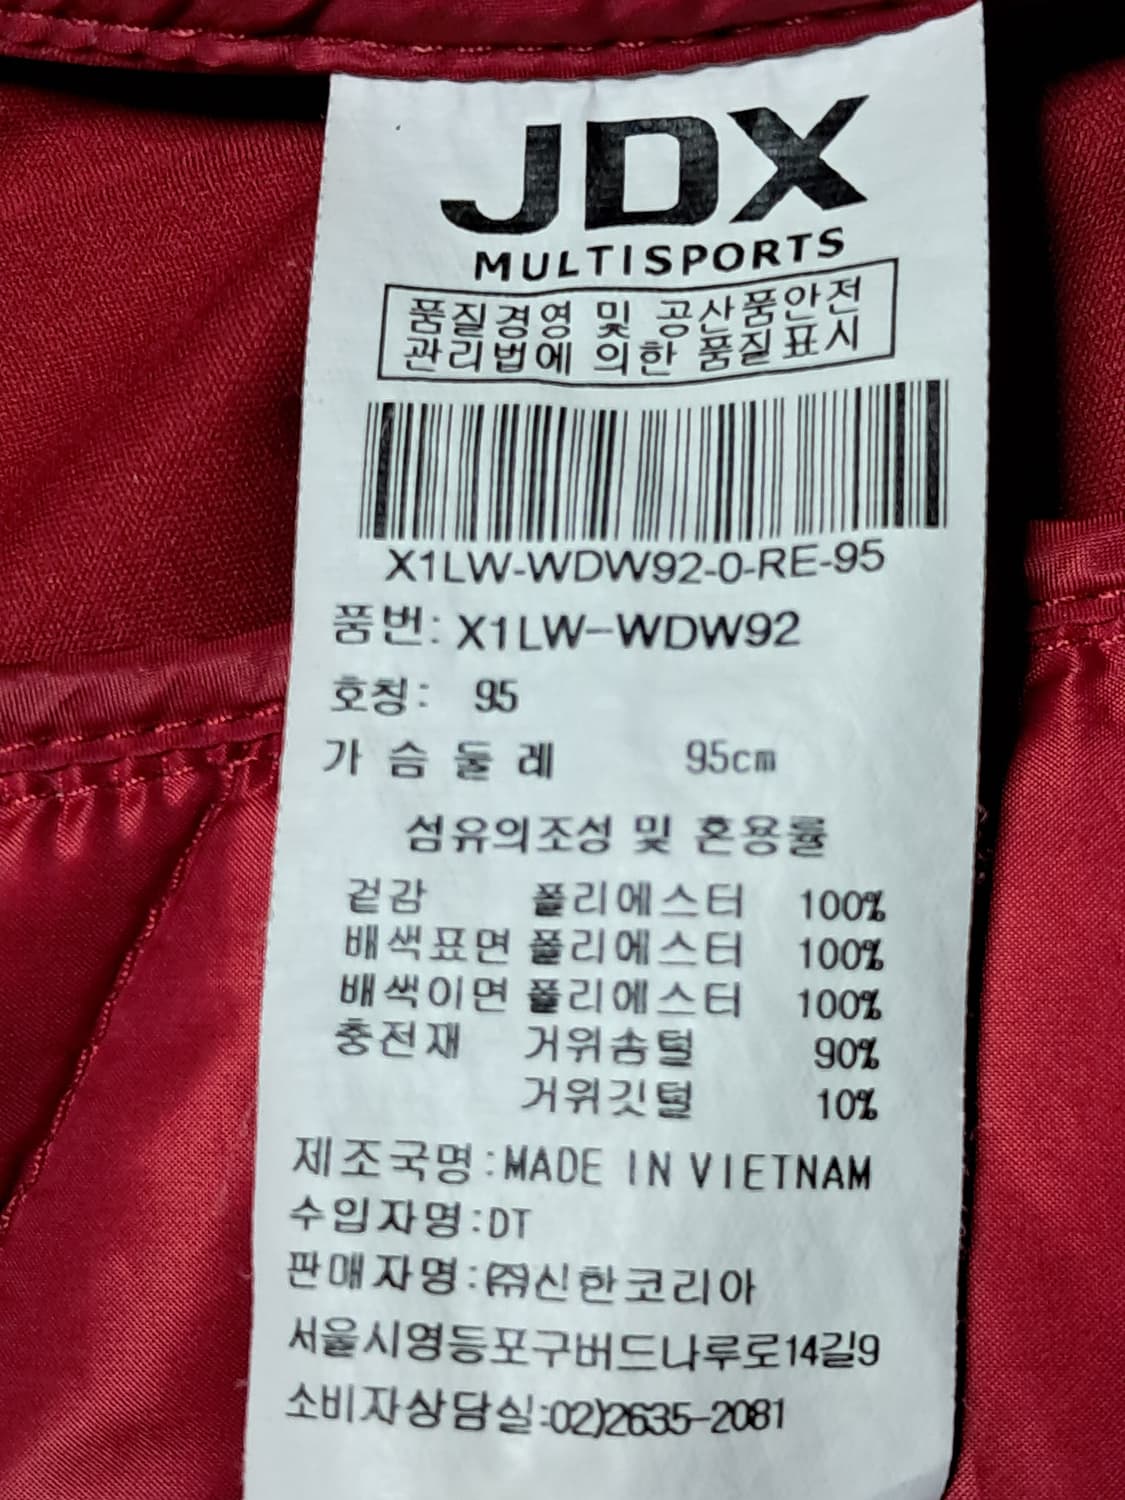 JDX
MULTISPORTS
품질경영 및 공산품안전
관리법에 의한 품질표시
X1LW-WDW92-0-RE-95
품번: X1LW-WDW92
호칭: 95
가 슴 둘 레 95cm
섬유의조성 및 혼용률
겉감 폴리에스터 100%
배색표면 폴리에스터 100%
배색이면 폴리에스터 100%
충전재 거위솜털 90%
거위깃털 10%
제조국명:MADE IN VIETNAM
수입자명:DT
판매자명:㈜신한코리아
서울시영등포구버드나루로14길9
소비자상담실:02)2635-2081